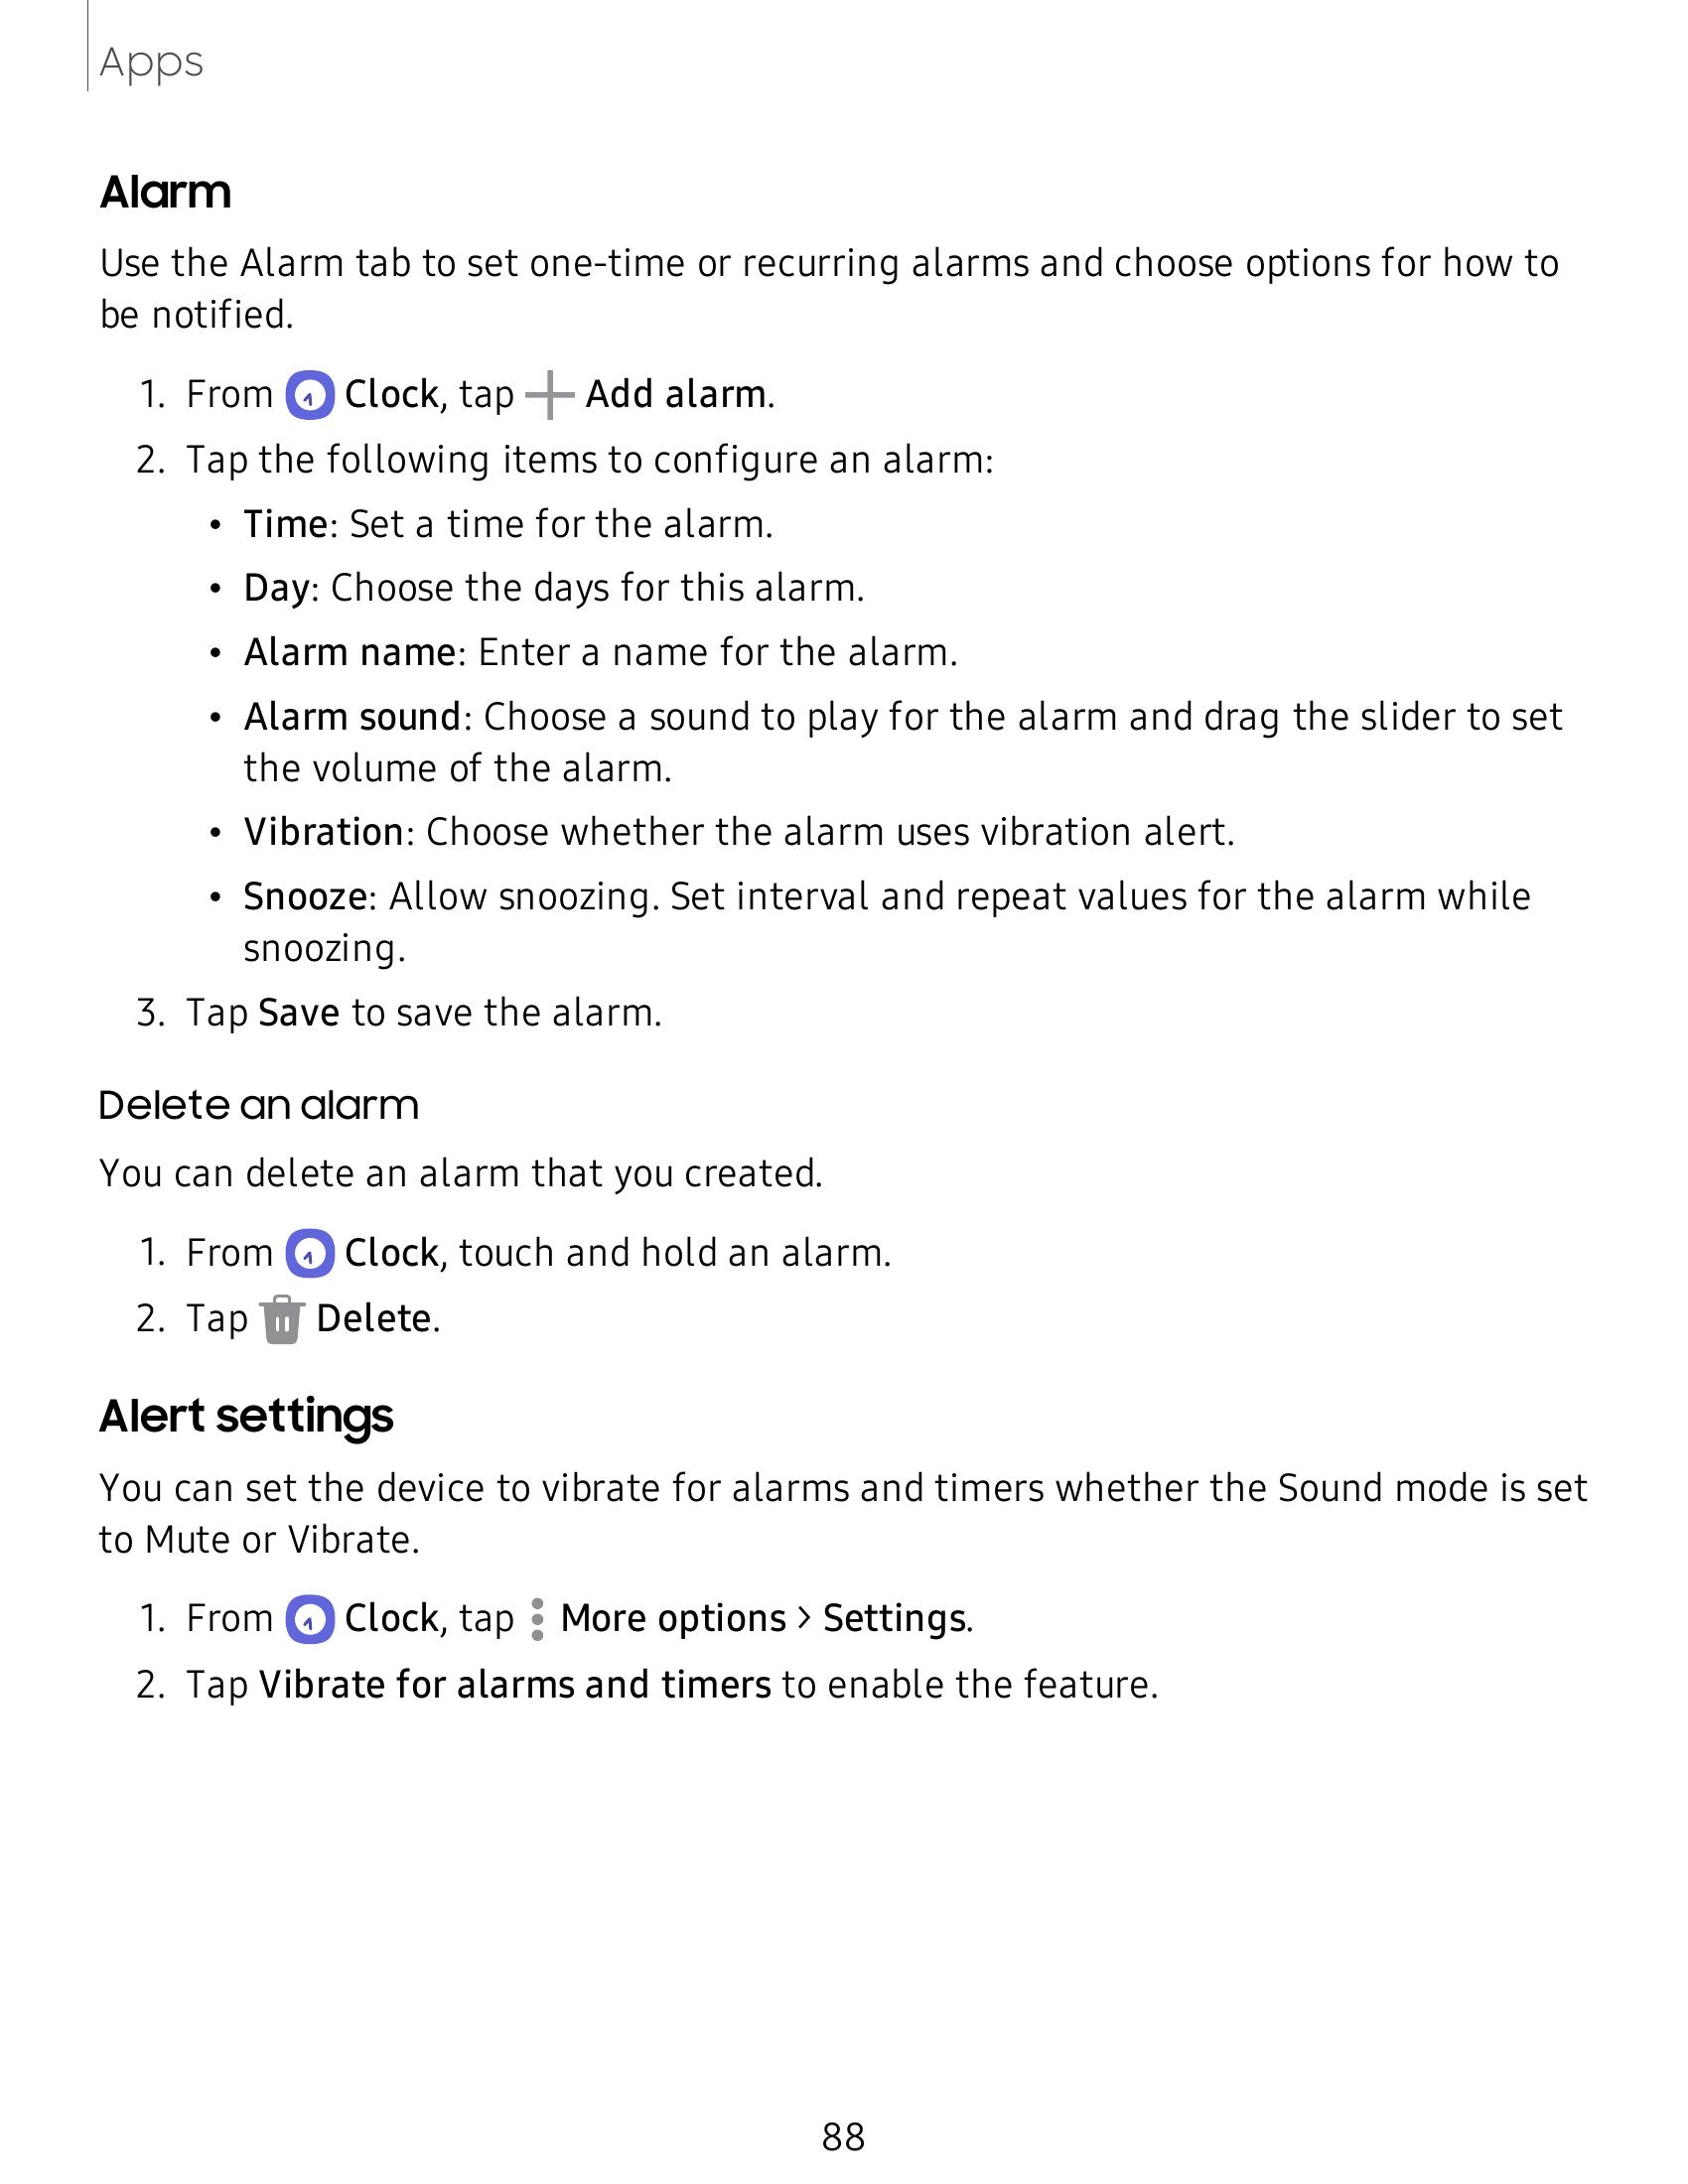 Apps
Alarm
Use the Alarm tab to set one-time or recurring alarms and choose options for how to
be notified.
1. From Clock, tap Add alarm.
2. Tap the following items to configure an alarm:
• Time: Set a time for the alarm.
• Day: Choose the days for this alarm.
• Alarm name: Enter a name for the alarm.
• Alarm sound: Choose a sound to play for the alarm and drag the slider to set
the volume of the alarm.
• Vibration: Choose whether the alarm uses vibration alert.
• Snooze: Allow snoozing. Set interval and repeat values for the alarm while
snoozing.
3. Tap Save to save the alarm.
Delete an alarm
You can delete an alarm that you created.
1. From Clock, touch and hold an alarm.
2. Tap Delete.
Alert settings
You can set the device to vibrate for alarms and timers whether the Sound mode is set
to Mute or Vibrate.
1. From Clock, tap More options > Settings.
2. Tap Vibrate for alarms and timers to enable the feature.
88